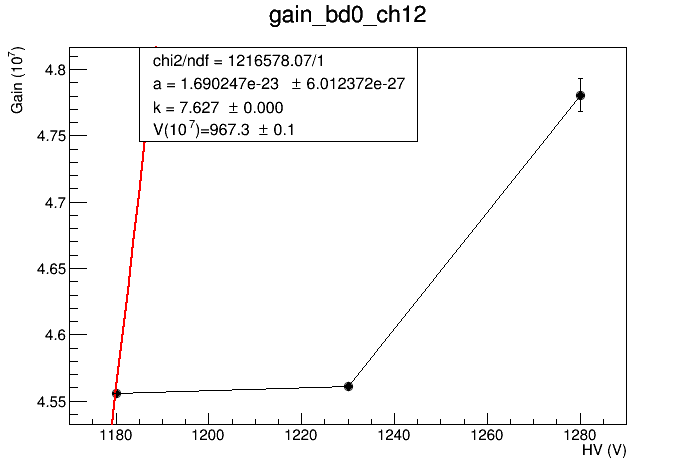 gain_bd0_ch12
Gain (10^7)
4.8
4.75
4.7
4.65
4.6
4.55
chi2/ndf = 1216578.07/1
a = 1.690247e-23 ± 6.012372e-27
k = 7.627 ± 0.000
V(10^7)=967.3 ± 0.1
1180 1200 1220 1240 1260 1280
HV (V)